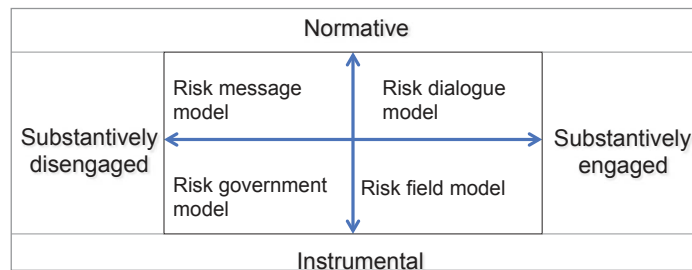 Normative
Risk message
model
Risk dialogue
model
Substantively
disengaged
Substantively
engaged
Risk government
model
Risk field model
Instrumental